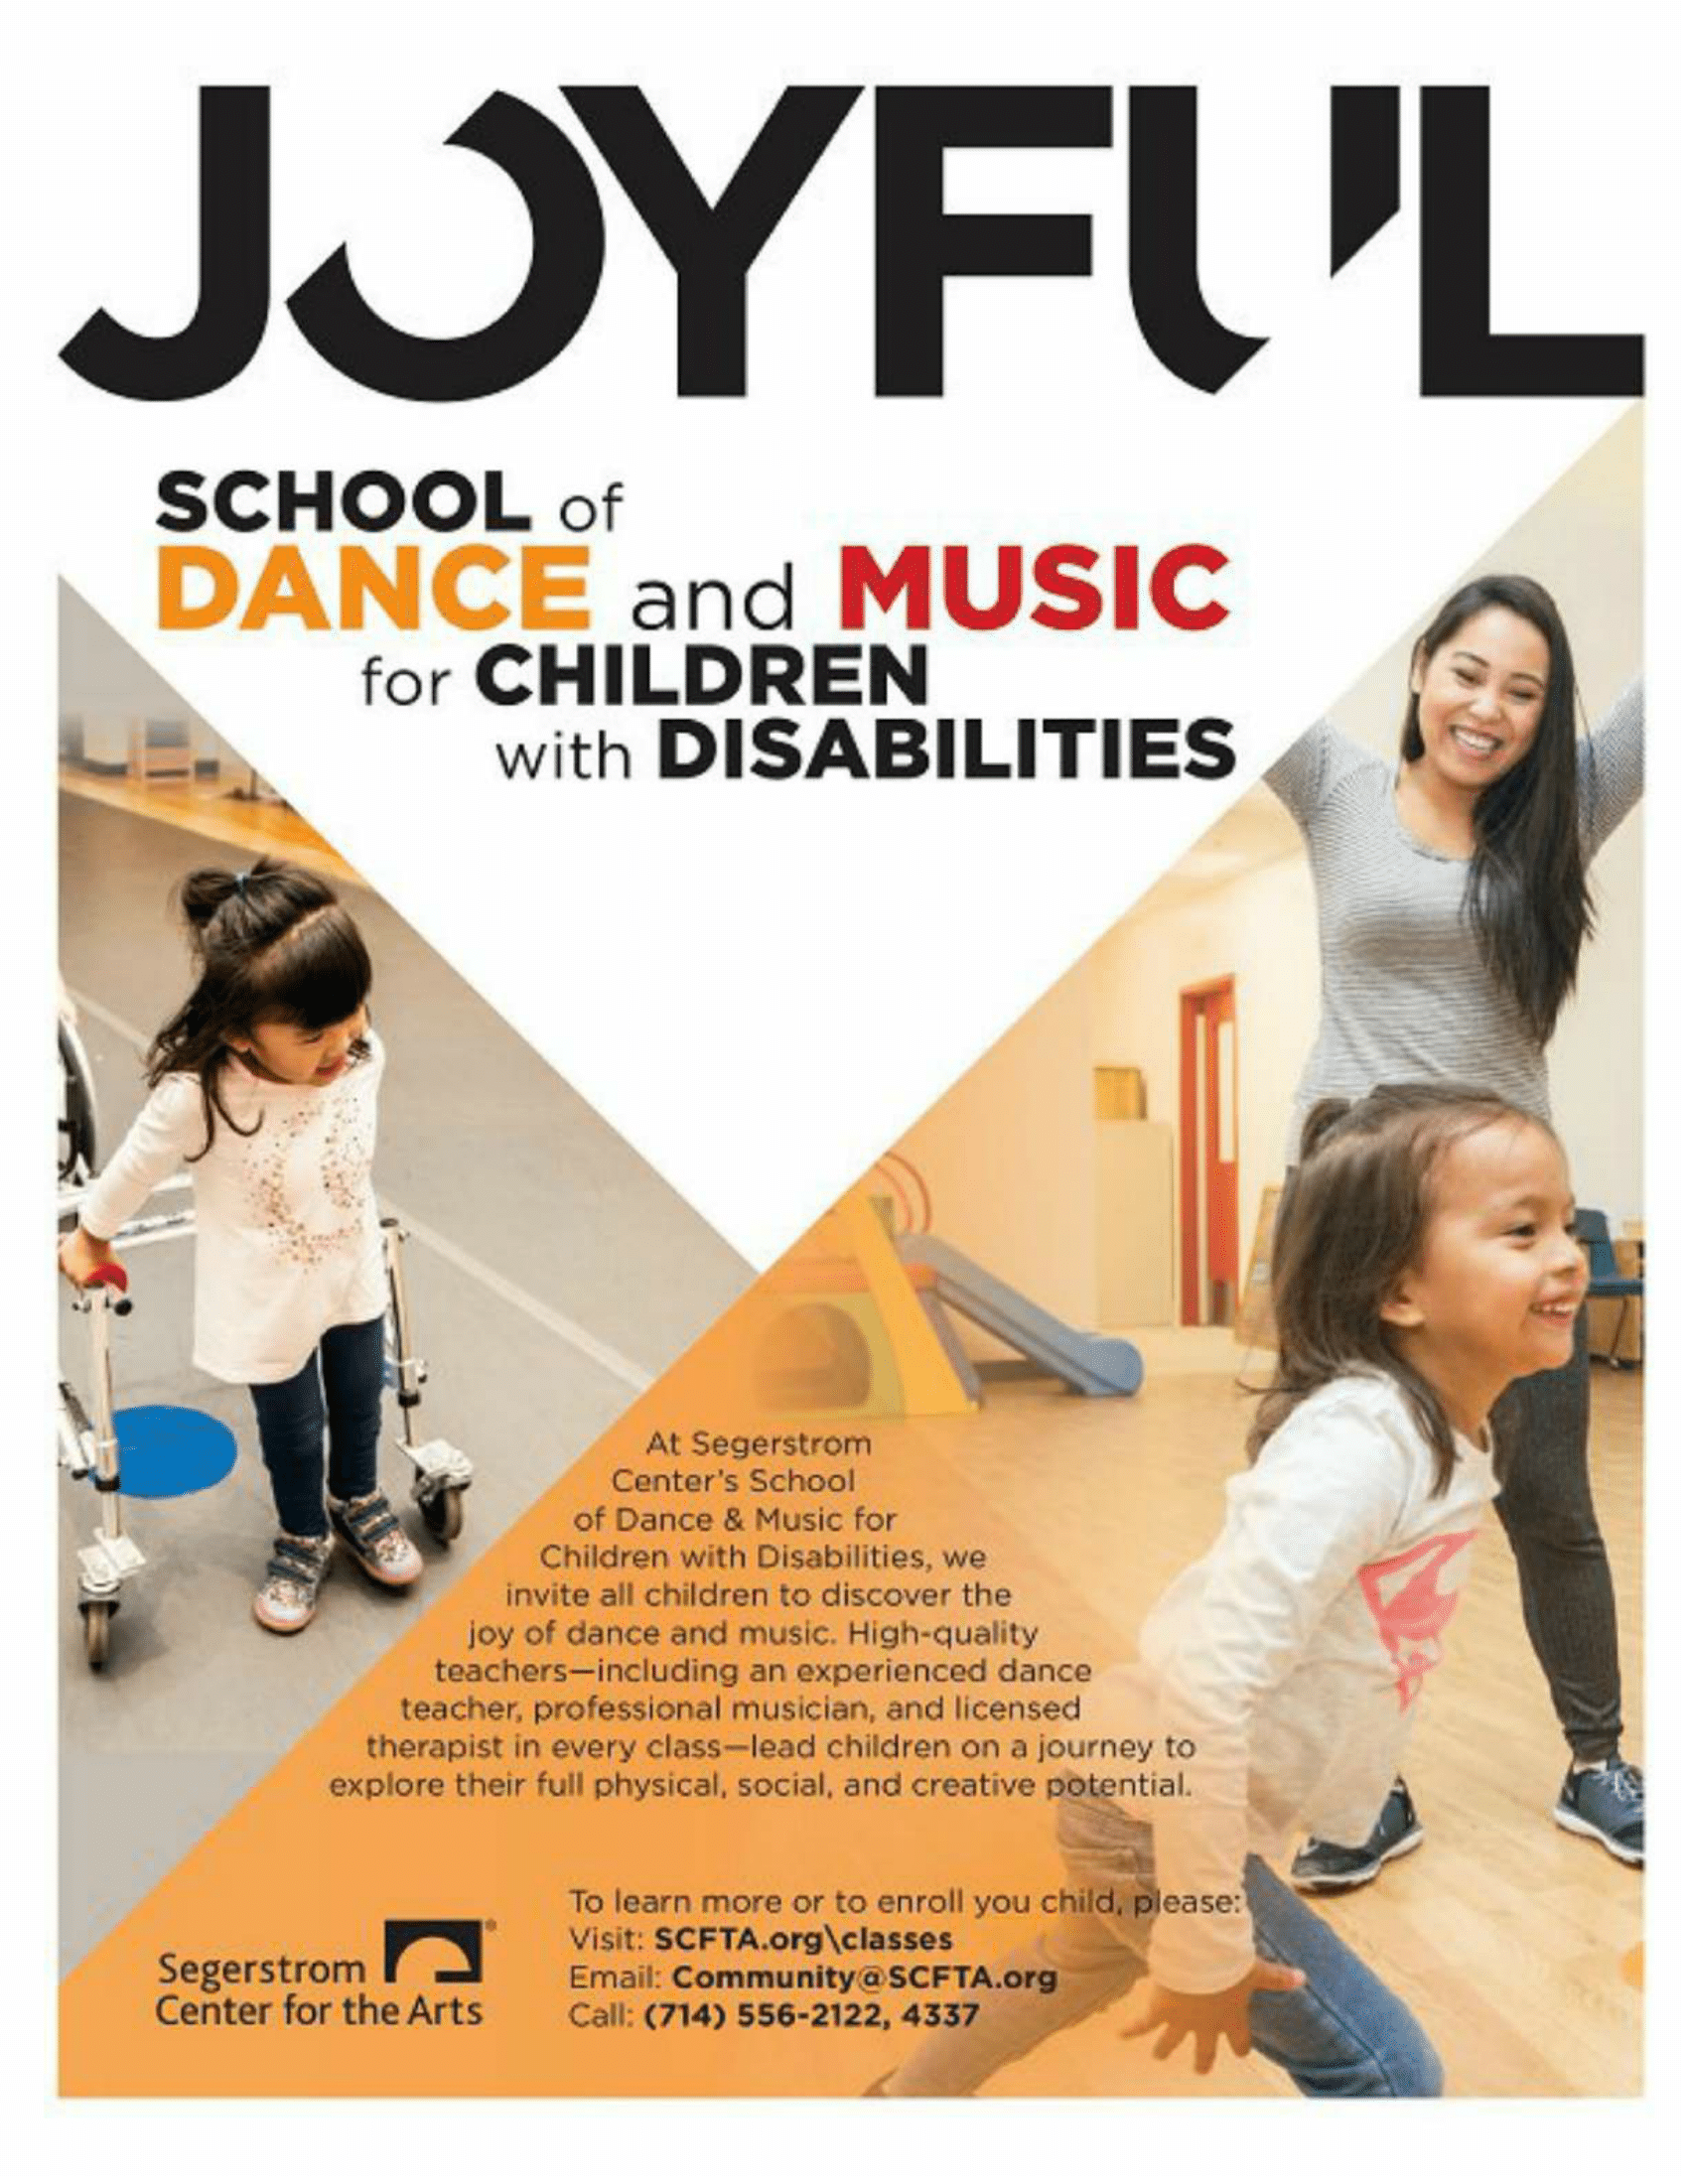 JOYFUL
SCHOOL of
DANCE and MUSIC
for CHILDREN
with DISABILITIES
At Segerstrom
Center's School
of Dance & Music for
Children with Disabilities, we
invite all children to discover the
joy of dance and music. High-quality
teachers—including an experienced dance
teacher, professional musician, and licensed
therapist in every class—lead children on a journey to
explore their full physical, social, and creative potential.
To learn more or to enroll you child, please:
Visit: SCFTA.org\classes
Email: Community@SCFTA.org
Call: (714) 556-2122, 4337
Segerstrom ®
Center for the Arts